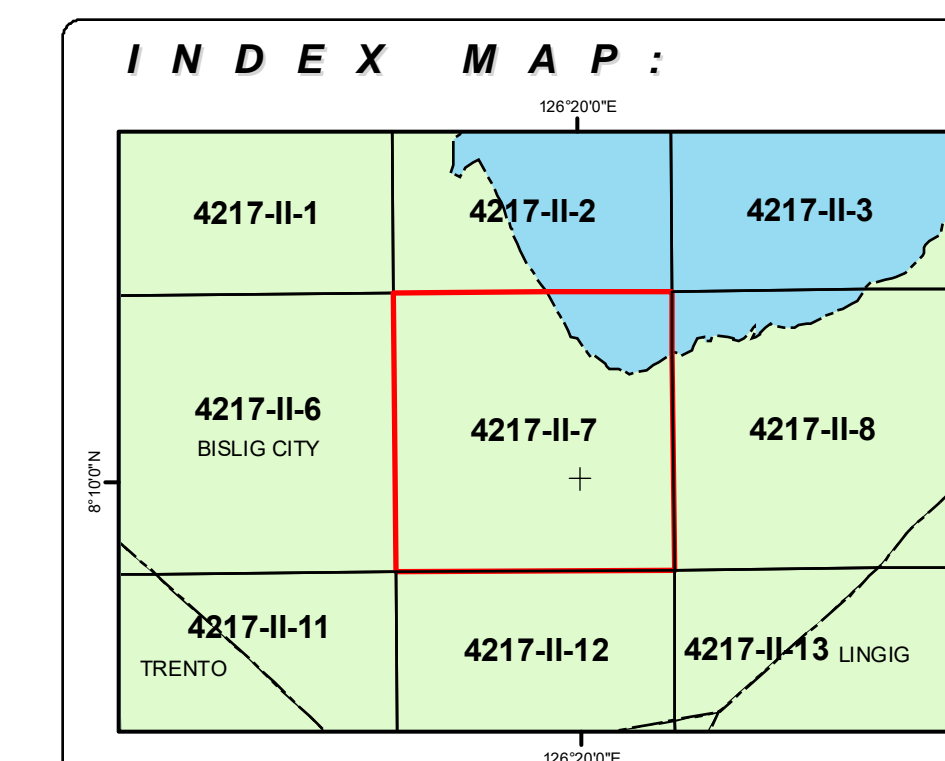 INDEX MAP:
126°20'0"E
4217-II-1
4217-II-2
4217-II-3
4217-II-6
BISLIG CITY
4217-II-7
4217-II-8
8°10'0"N
4217-II-11
TRENTO
4217-II-12
4217-II-13
LINGIG
126°20'0"E